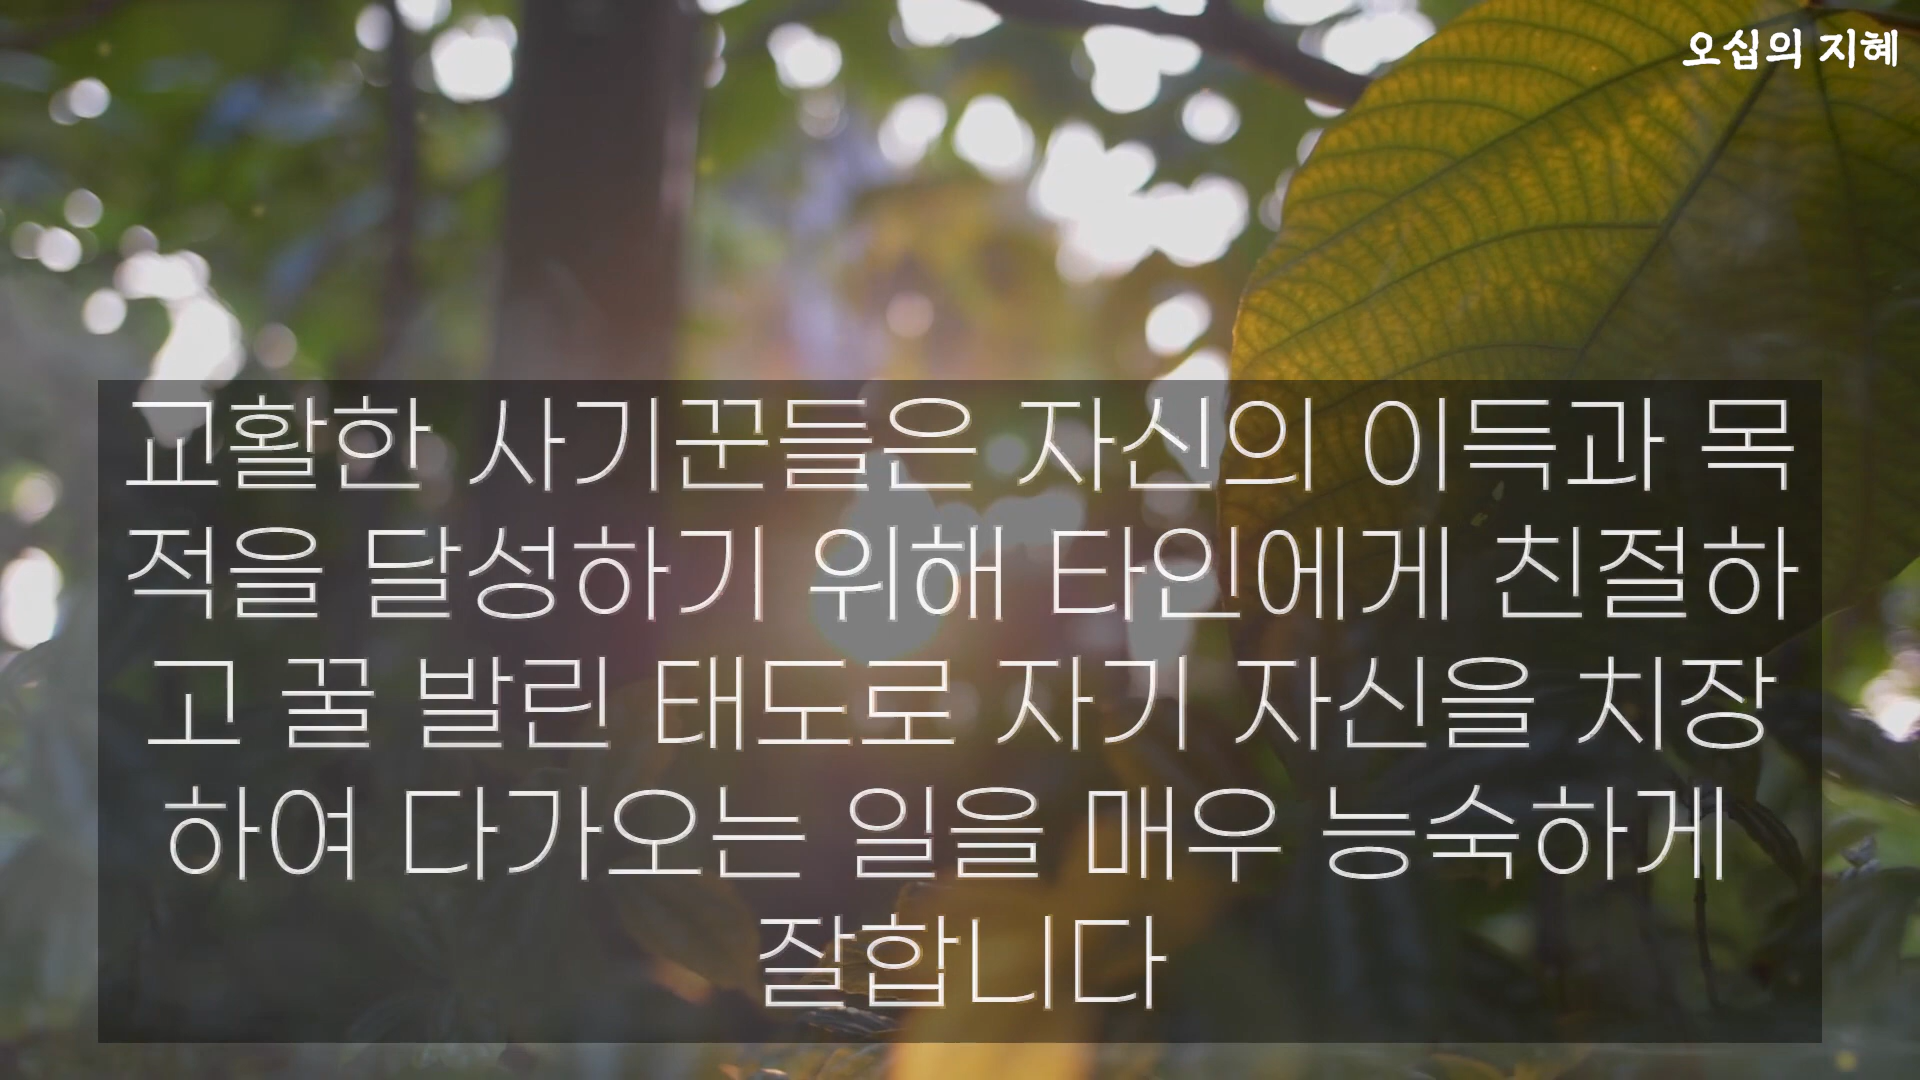 오십의 지혜
교활한 사기꾼들은 자신의 이득과 목
적을 달성하기 위해 타인에게 친절하
고 꿀 발린 태도로 자기 자신을 치장
하여 다가오는 일을 매우 능숙하게
잘합니다